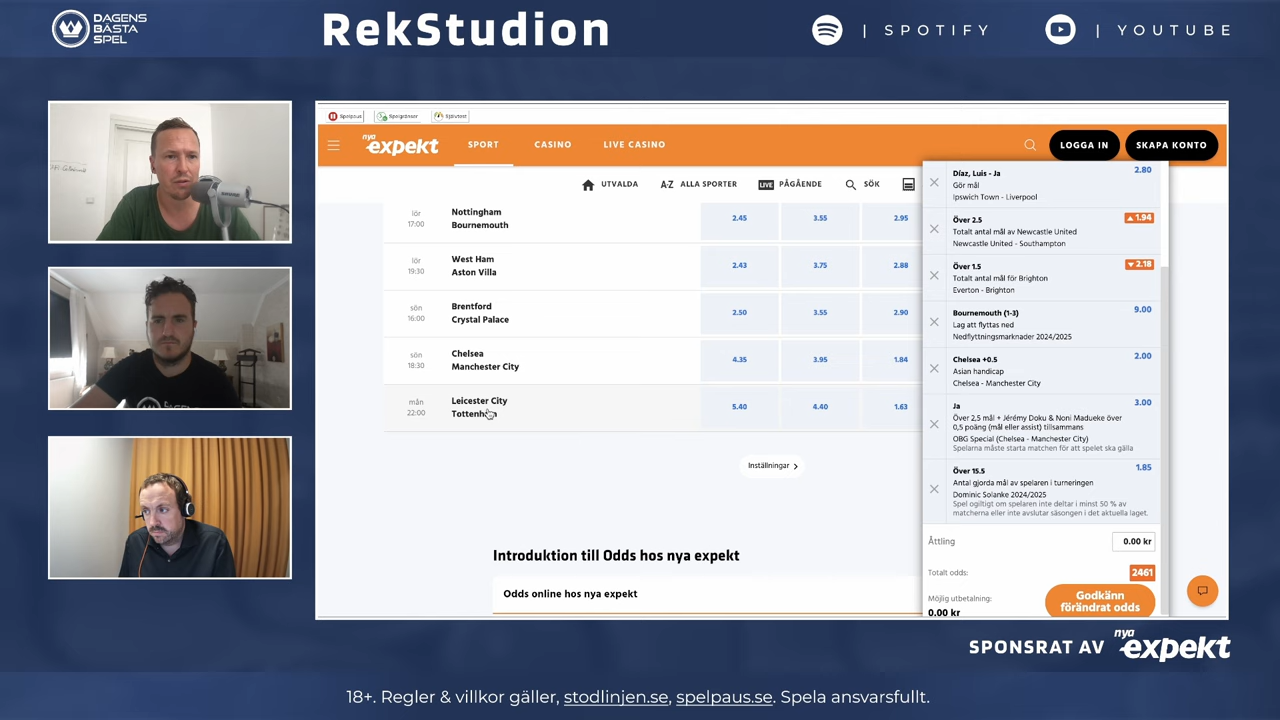 DAGENS
BÄSTA
SPEL
RekStudion
| SPOTIFY
| YOUTUBE
Spelpaus
Spelgränser
Självtest
nya
expekt
SPORT
CASINO
LIVE CASINO
LOGGA IN
SKAPA KONTO
UTVALDA
A-Z ALLA SPORTER
LIVE PÅGÅENDE
SÖK
lör
17:00
Nottingham
Bournemouth
2.45
3.55
2.95
lör
19:30
West Ham
Aston Villa
2.43
3.75
2.88
sön
16:00
Brentford
Crystal Palace
2.50
3.55
2.90
sön
18:30
Chelsea
Manchester City
4.35
3.95
1.84
mån
22:00
Leicester City
Tottenham
5.40
4.40
1.63
Inställningar
Introduktion till Odds hos nya expekt
Odds online hos nya expekt
Díaz, Luis - Ja
2.80
Gör mål
Ipswich Town - Liverpool
Över 2.5
1.94
Totalt antal mål av Newcastle United
Newcastle United - Southampton
Över 1.5
2.18
Totalt antal mål för Brighton
Everton - Brighton
Bournemouth (1-3)
9.00
Lag att flyttas ned
Nedflyttningsmarknader 2024/2025
Chelsea +0.5
2.00
Asian handicap
Chelsea - Manchester City
Ja
3.00
Över 2,5 mål + Jérémy Doku & Noni Madueke över
0,5 poäng (mål eller assist) tillsammans
OBG Special (Chelsea - Manchester City)
Spelarna måste starta matchen för att spelet ska gälla
Över 15.5
1.85
Antal gjorda mål av spelaren i turneringen
Dominic Solanke 2024/2025
Spel ogiltigt om spelaren inte deltar i minst 50 % av
matcherna eller inte avslutar säsongen i det aktuella laget.
Åttling
0.00 kr
Totalt odds:
2461
Möjlig utbetalning:
0.00 kr
Godkänn
förändrat odds
SPONSRAT AV nya expekt
18+. Regler & villkor gäller, stodlinjen.se, spelpaus.se. Spela ansvarsfullt.